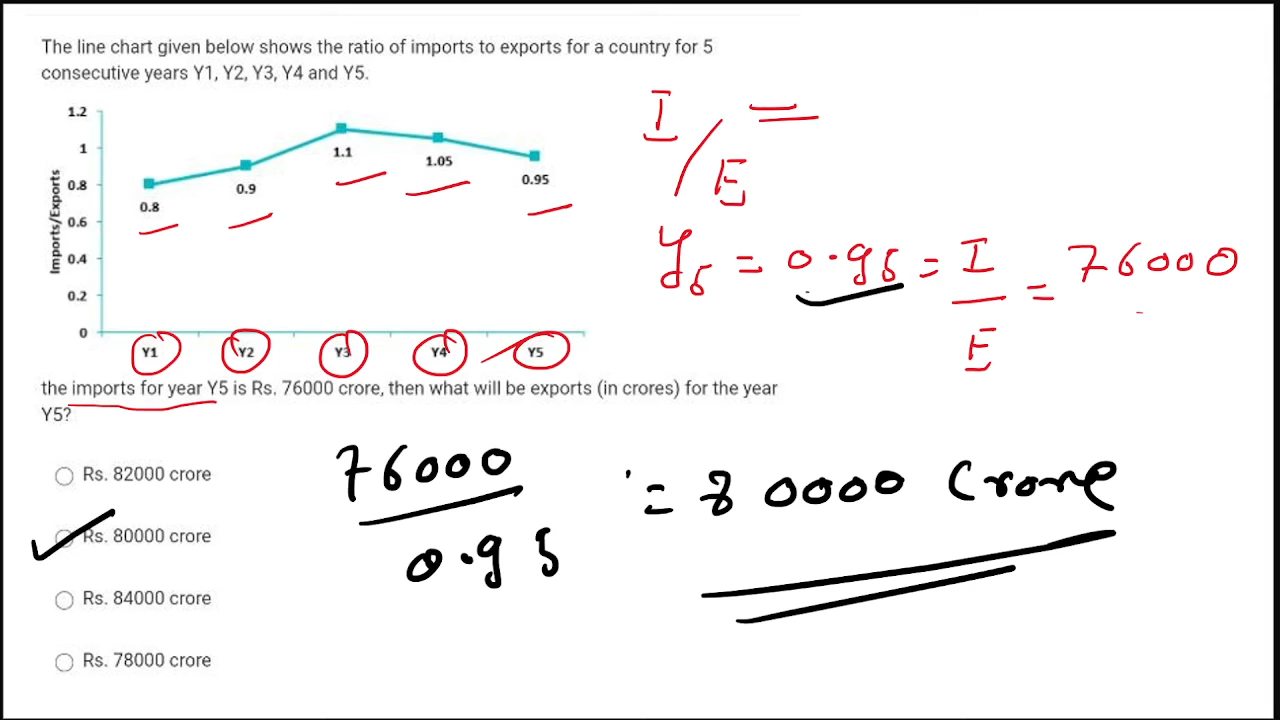 The line chart given below shows the ratio of imports to exports for a country for 5
consecutive years Y1, Y2, Y3, Y4 and Y5.
Imports/Exports
1.2
1
0.8
0.6
0.4
0.2
0
0.8
0.9
1.1
1.05
0.95
Y1 Y2 Y3 Y4 Y5
I / E
y5 = 0.95 = I/E = 76000
the imports for year Y5 is Rs. 76000 crore, then what will be exports (in crores) for the year
Y5?
Rs. 82000 crore
Rs. 80000 crore
Rs. 84000 crore
Rs. 78000 crore
76000
0.95
= 80000 Crore